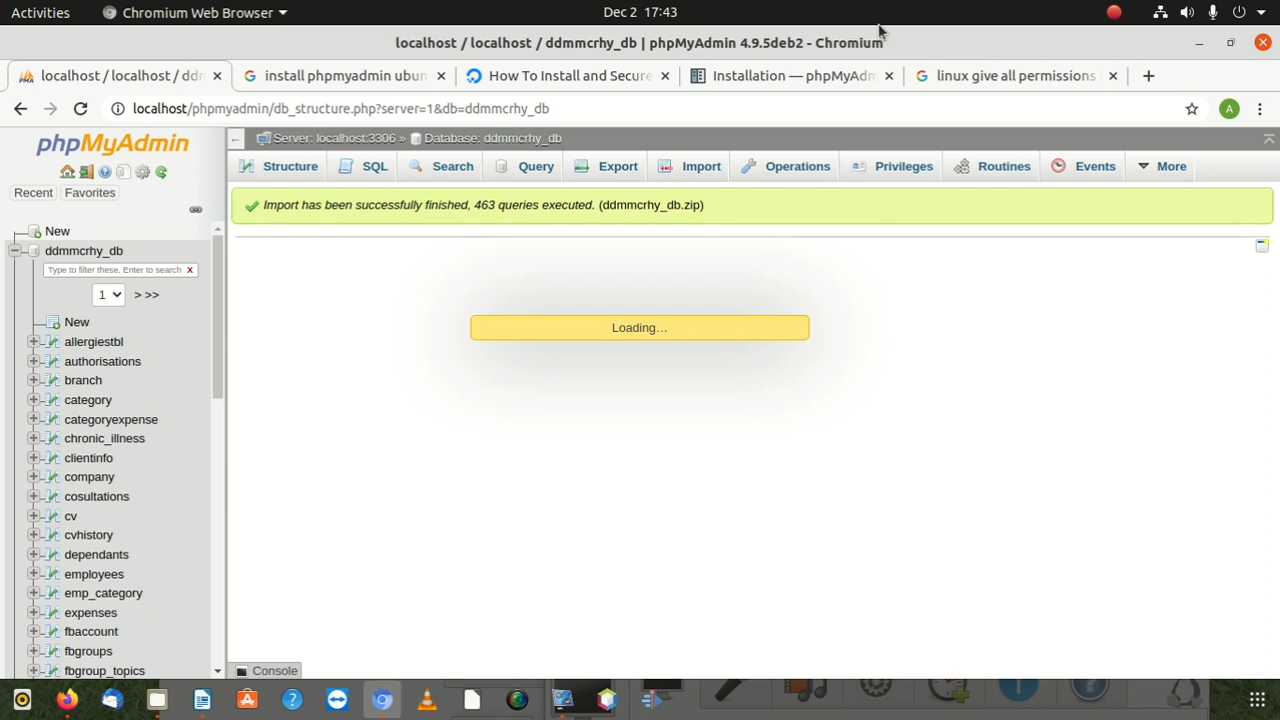 Activities
Chromium Web Browser
Dec 2 17:43
localhost / localhost / ddmmcrhy_db | phpMyAdmin 4.9.5deb2 - Chromium
localhost / localhost / ddn
install phpmyadmin ubun
How To Install and Secure
Installation — phpMyAdm
linux give all permissions
localhost/phpmyadmin/db_structure.php?server=1&db=ddmmcrhy_db
A
phpMyAdmin
Server: localhost:3306 » Database: ddmmcrhy_db
Structure
SQL
Search
Query
Export
Import
Operations
Privileges
Routines
Events
More
Recent
Favorites
Import has been successfully finished, 463 queries executed. (ddmmcrhy_db.zip)
New
ddmmcrhy_db
Type to filter these, Enter to search X
1 > >>
Loading…
New
allergiestbl
authorisations
branch
category
categoryexpense
chronic_illness
clientinfo
company
cosultations
cv
cvhistory
dependants
employees
emp_category
expenses
fbaccount
fbgroups
fbgroup_topics
Console